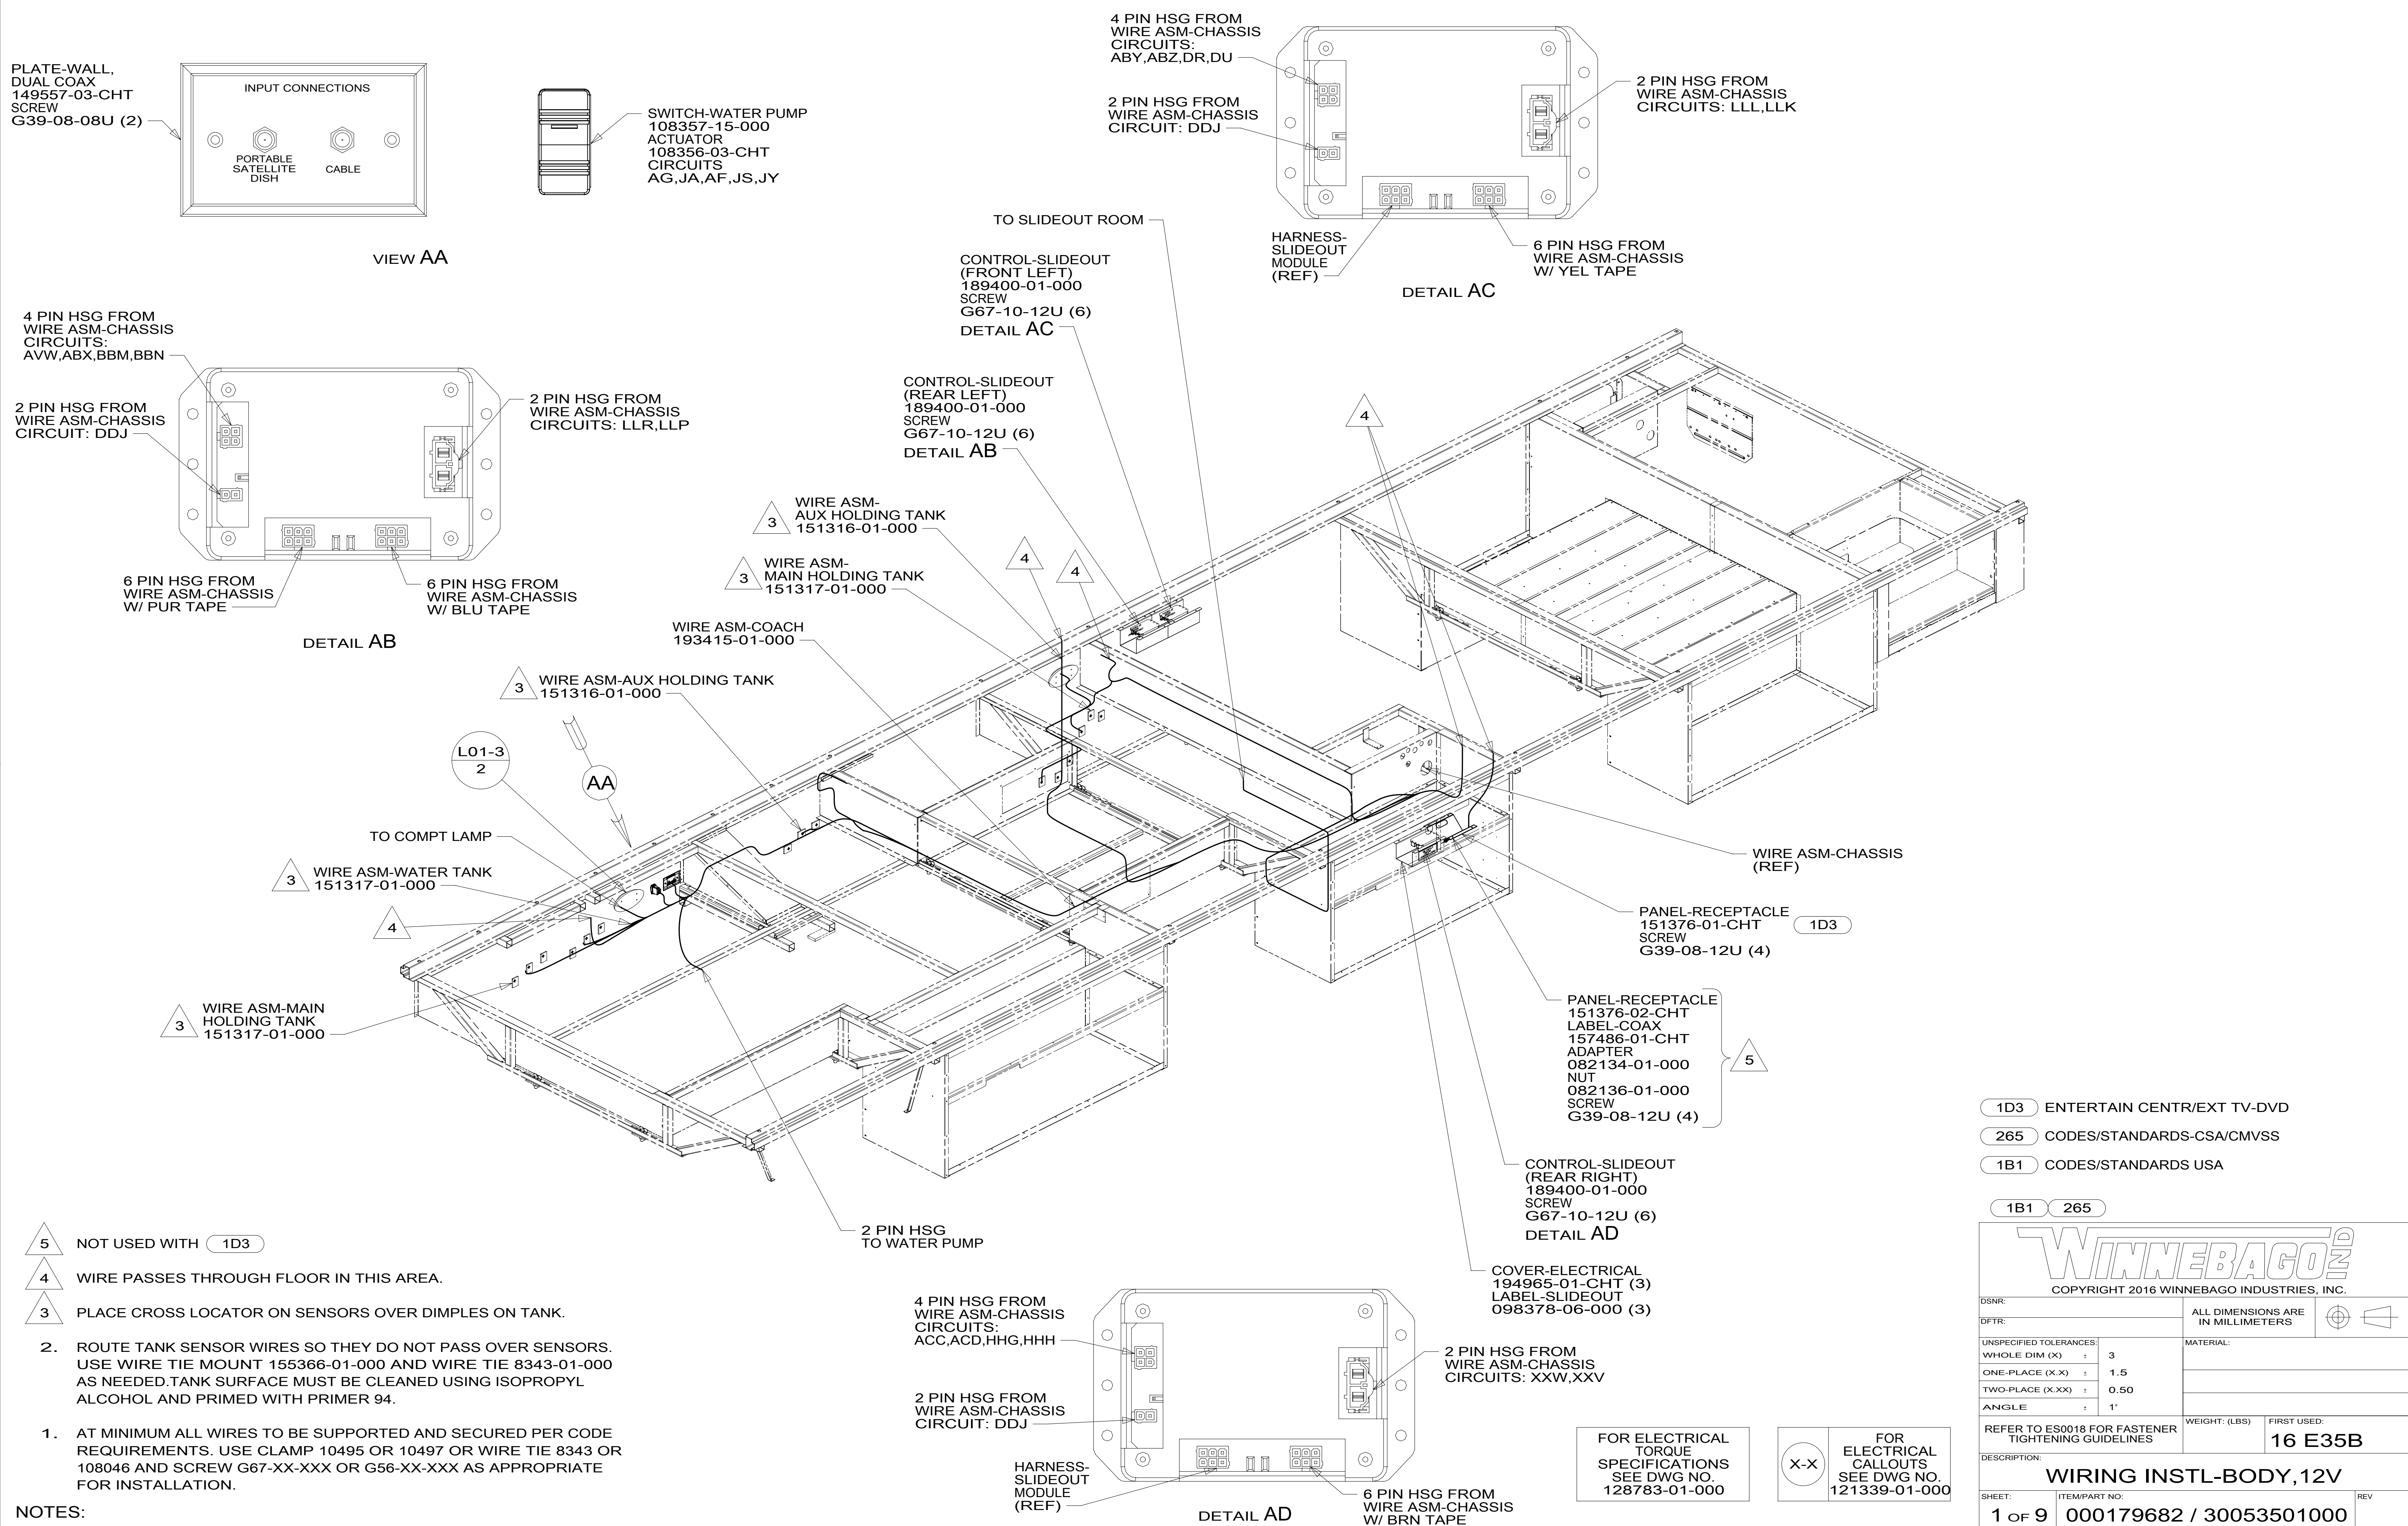 PLATE-WALL,
DUAL COAX
149557-03-CHT
SCREW
G39-08-08U (2)
INPUT CONNECTIONS
PORTABLE
SATELLITE
DISH
CABLE
VIEW AA
SWITCH-WATER PUMP
108357-15-000
ACTUATOR
108356-03-CHT
CIRCUITS
AG,JA,AF,JS,JY
4 PIN HSG FROM
WIRE ASM-CHASSIS
CIRCUITS:
ABY,ABZ,DR,DU
2 PIN HSG FROM
WIRE ASM-CHASSIS
CIRCUIT: DDJ
2 PIN HSG FROM
WIRE ASM-CHASSIS
CIRCUITS: LLL,LLK
HARNESS-
SLIDEOUT
MODULE
(REF)
6 PIN HSG FROM
WIRE ASM-CHASSIS
W/ YEL TAPE
DETAIL AC
TO SLIDEOUT ROOM
CONTROL-SLIDEOUT
(FRONT LEFT)
189400-01-000
SCREW
G67-10-12U (6)
DETAIL AC
CONTROL-SLIDEOUT
(REAR LEFT)
189400-01-000
SCREW
G67-10-12U (6)
DETAIL AB
4 PIN HSG FROM
WIRE ASM-CHASSIS
CIRCUITS:
AVW,ABX,BBM,BBN
2 PIN HSG FROM
WIRE ASM-CHASSIS
CIRCUIT: DDJ
2 PIN HSG FROM
WIRE ASM-CHASSIS
CIRCUITS: LLR,LLP
6 PIN HSG FROM
WIRE ASM-CHASSIS
W/ PUR TAPE
6 PIN HSG FROM
WIRE ASM-CHASSIS
W/ BLU TAPE
DETAIL AB
4
3 WIRE ASM-
AUX HOLDING TANK
151316-01-000
3 WIRE ASM-
MAIN HOLDING TANK
151317-01-000
4
4
WIRE ASM-COACH
193415-01-000
3 WIRE ASM-AUX HOLDING TANK
151316-01-000
L01-3
2
AA
TO COMPT LAMP
3 WIRE ASM-WATER TANK
151317-01-000
4
3 WIRE ASM-MAIN
HOLDING TANK
151317-01-000
WIRE ASM-CHASSIS
(REF)
PANEL-RECEPTACLE
151376-01-CHT 1D3
SCREW
G39-08-12U (4)
PANEL-RECEPTACLE
151376-02-CHT
LABEL-COAX
157486-01-CHT
ADAPTER
082134-01-000
NUT
082136-01-000
SCREW
G39-08-12U (4)
5
CONTROL-SLIDEOUT
(REAR RIGHT)
189400-01-000
SCREW
G67-10-12U (6)
DETAIL AD
COVER-ELECTRICAL
194965-01-CHT (3)
LABEL-SLIDEOUT
098378-06-000 (3)
2 PIN HSG
TO WATER PUMP
4 PIN HSG FROM
WIRE ASM-CHASSIS
CIRCUITS:
ACC,ACD,HHG,HHH
2 PIN HSG FROM
WIRE ASM-CHASSIS
CIRCUIT: DDJ
2 PIN HSG FROM
WIRE ASM-CHASSIS
CIRCUITS: XXW,XXV
HARNESS-
SLIDEOUT
MODULE
(REF)
6 PIN HSG FROM
WIRE ASM-CHASSIS
W/ BRN TAPE
DETAIL AD
5 NOT USED WITH 1D3
4 WIRE PASSES THROUGH FLOOR IN THIS AREA.
3 PLACE CROSS LOCATOR ON SENSORS OVER DIMPLES ON TANK.
2. ROUTE TANK SENSOR WIRES SO THEY DO NOT PASS OVER SENSORS.
USE WIRE TIE MOUNT 155366-01-000 AND WIRE TIE 8343-01-000
AS NEEDED.TANK SURFACE MUST BE CLEANED USING ISOPROPYL
ALCOHOL AND PRIMED WITH PRIMER 94.
1. AT MINIMUM ALL WIRES TO BE SUPPORTED AND SECURED PER CODE
REQUIREMENTS. USE CLAMP 10495 OR 10497 OR WIRE TIE 8343 OR
108046 AND SCREW G67-XX-XXX OR G56-XX-XXX AS APPROPRIATE
FOR INSTALLATION.
NOTES:
FOR ELECTRICAL
TORQUE
SPECIFICATIONS
SEE DWG NO.
128783-01-000
X-X
FOR
ELECTRICAL
CALLOUTS
SEE DWG NO.
121339-01-000
1D3 ENTERTAIN CENTR/EXT TV-DVD
265 CODES/STANDARDS-CSA/CMVSS
1B1 CODES/STANDARDS USA
1B1 265
WINNEBAGO IND
COPYRIGHT 2016 WINNEBAGO INDUSTRIES, INC.
DSNR:
DFTR:
ALL DIMENSIONS ARE
IN MILLIMETERS
UNSPECIFIED TOLERANCES:
MATERIAL:
WHOLE DIM (X) ± 3
ONE-PLACE (X.X) ± 1.5
TWO-PLACE (X.XX) ± 0.50
ANGLE ± 1°
REFER TO ES0018 FOR FASTENER
TIGHTENING GUIDELINES
WEIGHT: (LBS)
FIRST USED:
16 E35B
DESCRIPTION:
WIRING INSTL-BODY,12V
SHEET:
1 OF 9
ITEM/PART NO:
000179682 / 30053501000
REV